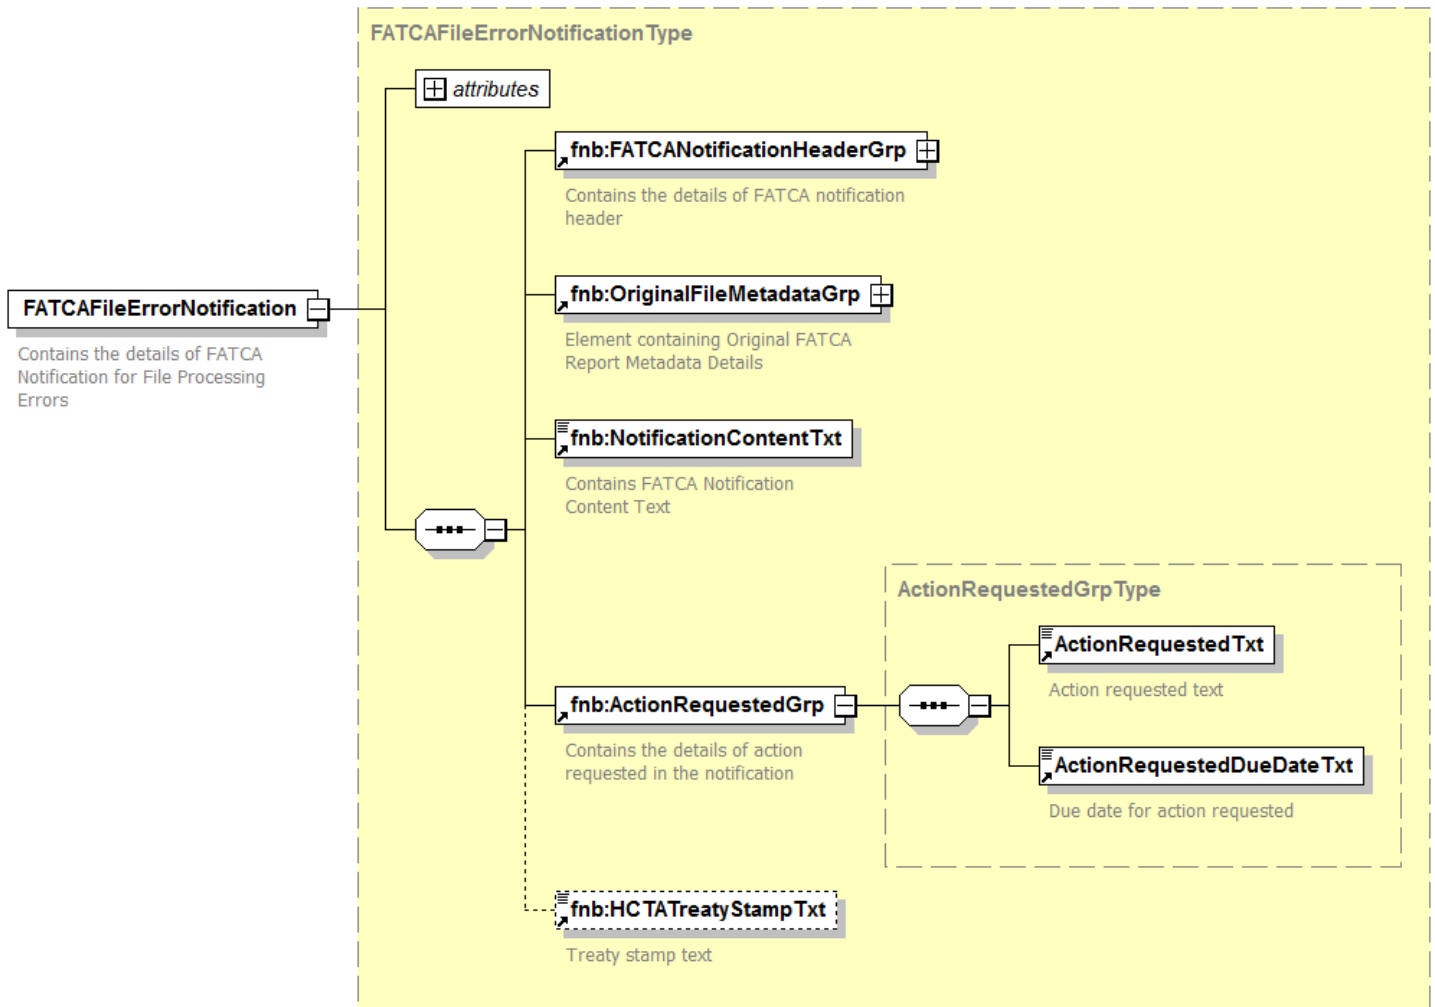 FATCAFileErrorNotificationType
attributes
fnb:FATCANotificationHeaderGrp
Contains the details of FATCA notification
header
fnb:OriginalFileMetadataGrp
Element containing Original FATCA
Report Metadata Details
FATCAFileErrorNotification
Contains the details of FATCA
Notification for File Processing
Errors
fnb:NotificationContentTxt
Contains FATCA Notification
Content Text
fnb:ActionRequestedGrp
Contains the details of action
requested in the notification
ActionRequestedGrpType
ActionRequestedTxt
Action requested text
ActionRequestedDueDateTxt
Due date for action requested
fnb:HCTATreatyStampTxt
Treaty stamp text